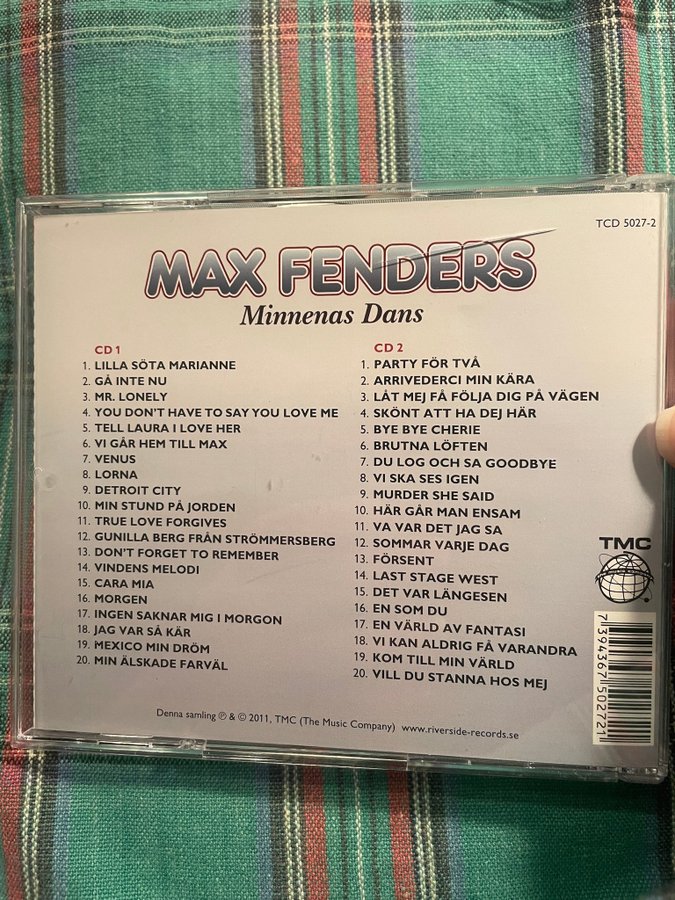 TCD 5027-2
MAX FENDERS
Minnenas Dans
CD 1
1. LILLA SÖTA MARIANNE
2. GÅ INTE NU
3. MR. LONELY
4. YOU DON'T HAVE TO SAY YOU LOVE ME
5. TELL LAURA I LOVE HER
6. VI GÅR HEM TILL MAX
7. VENUS
8. LORNA
9. DETROIT CITY
10. MIN STUND PÅ JORDEN
11. TRUE LOVE FORGIVES
12. GUNILLA BERG FRÅN STRÖMMERSBERG
13. DON'T FORGET TO REMEMBER
14. VINDENS MELODI
15. CARA MIA
16. MORGEN
17. INGEN SAKNAR MIG I MORGON
18. JAG VAR SÅ KÄR
19. MEXICO MIN DRÖM
20. MIN ÄLSKADE FARVÄL
CD 2
1. PARTY FÖR TVÅ
2. ARRIVEDERCI MIN KÄRA
3. LÅT MEJ FÅ FÖLJA DIG PÅ VÄGEN
4. SKÖNT ATT HA DEJ HÄR
5. BYE BYE CHERIE
6. BRUTNA LÖFTEN
7. DU LOG OCH SA GOODBYE
8. VI SKA SES IGEN
9. MURDER SHE SAID
10. HÄR GÅR MAN ENSAM
11. VA VAR DET JAG SA
12. SOMMAR VARJE DAG
13. FÖRSENT
14. LAST STAGE WEST
15. DET VAR LÄNGESEN
16. EN SOM DU
17. EN VÄRLD AV FANTASI
18. VI KAN ALDRIG FÅ VARANDRA
19. KOM TILL MIN VÄRLD
20. VILL DU STANNA HOS MEJ
TMC
7 394367 502721
Denna samling ℗ & © 2011, TMC (The Music Company) www.riverside-records.se